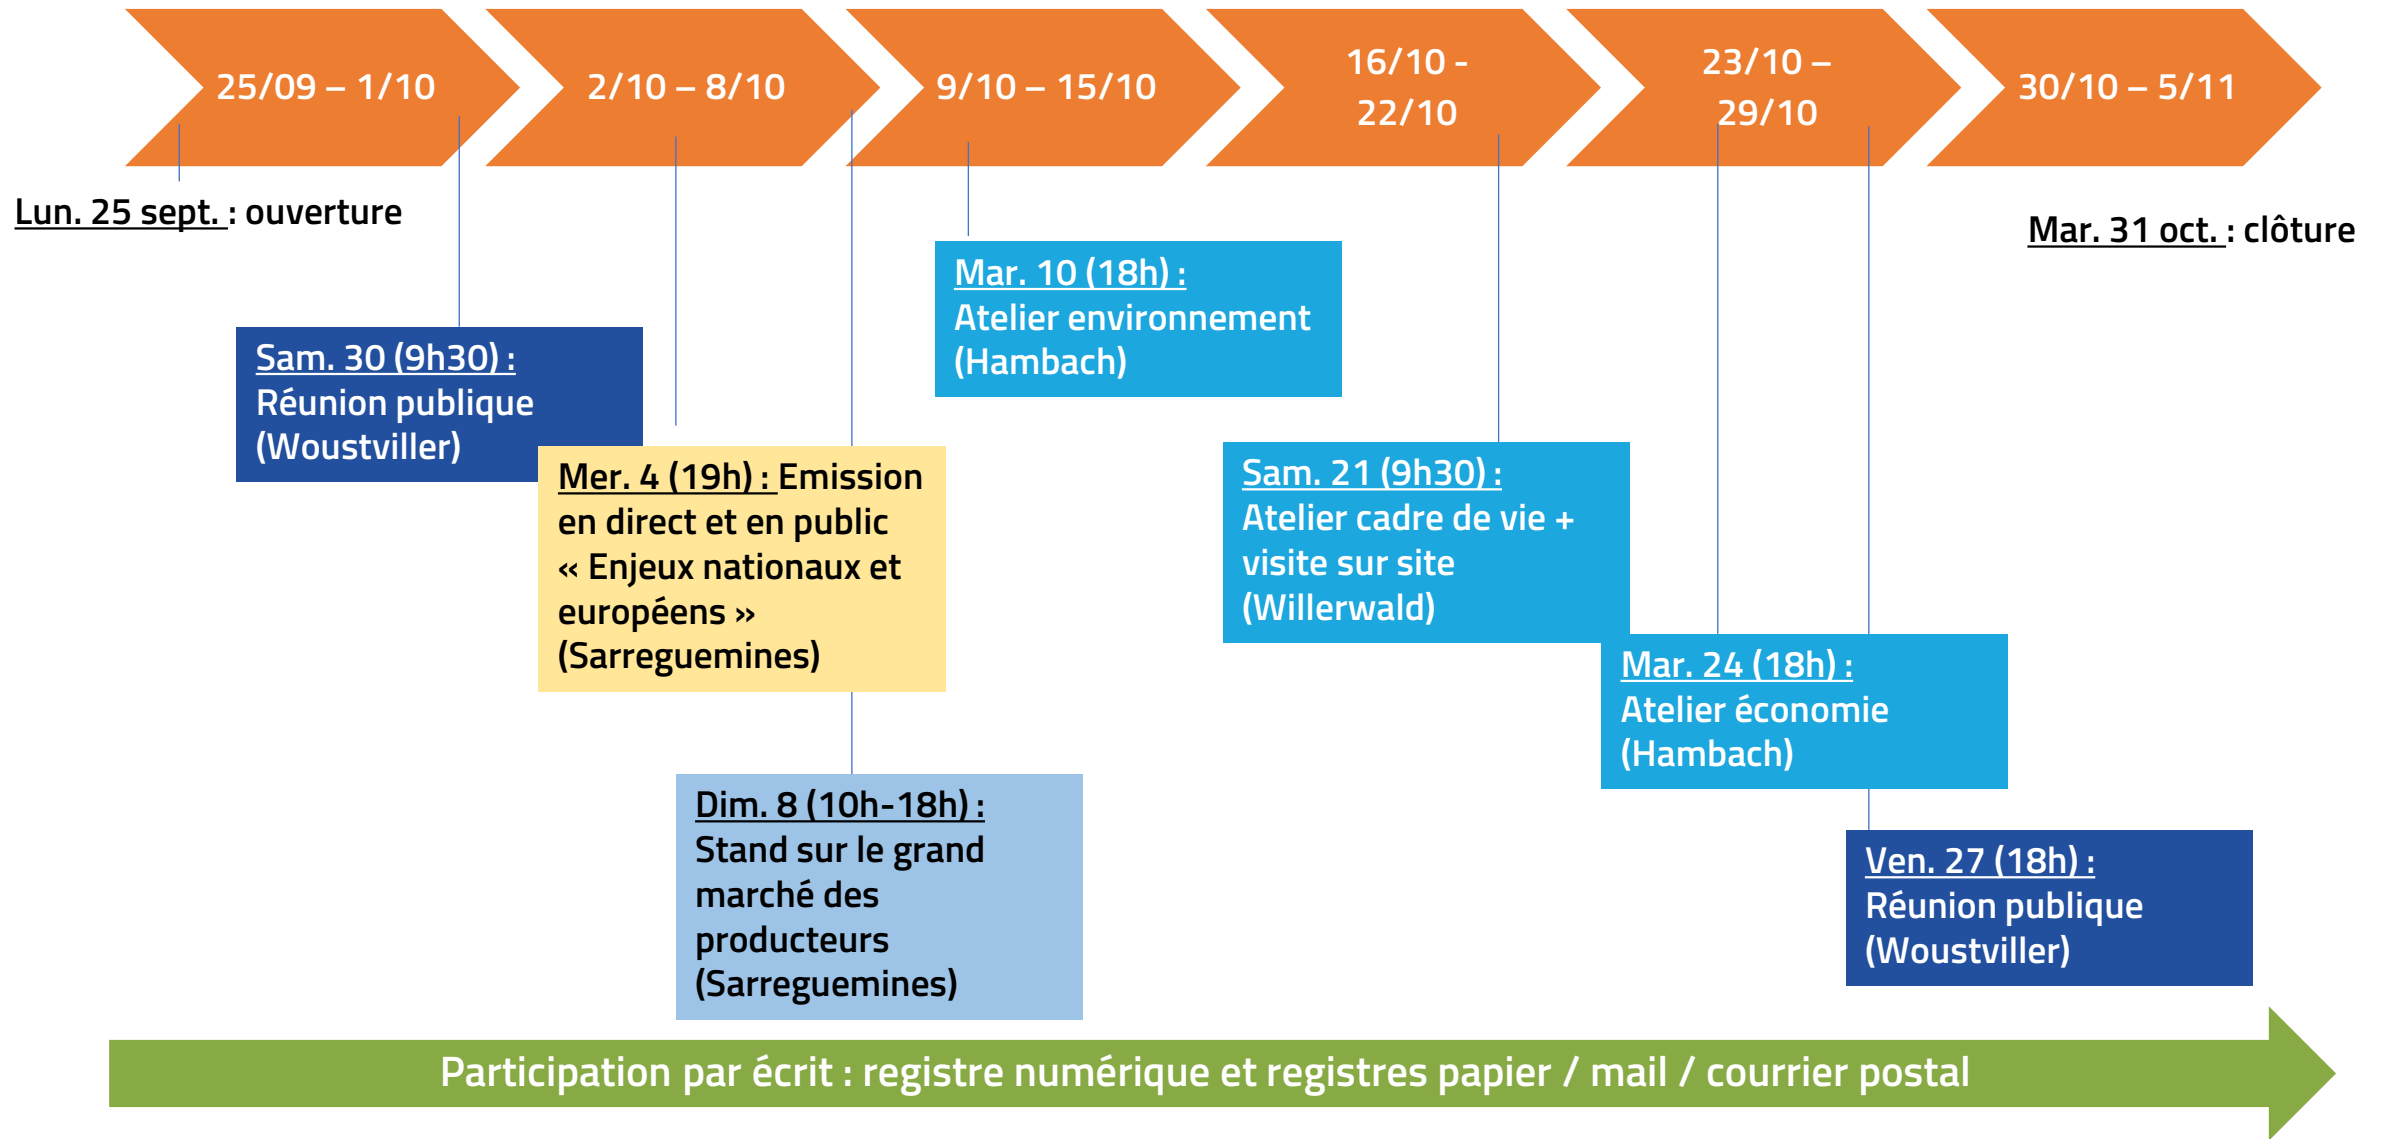 25/09 – 1/10
2/10 – 8/10
9/10 – 15/10
16/10 -
22/10
23/10 –
29/10
30/10 – 5/11
Lun. 25 sept. : ouverture
Mar. 31 oct. : clôture
Sam. 30 (9h30) :
Réunion publique
(Woustviller)
Mer. 4 (19h) : Emission
en direct et en public
« Enjeux nationaux et
européens »
(Sarreguemines)
Dim. 8 (10h-18h) :
Stand sur le grand
marché des
producteurs
(Sarreguemines)
Mar. 10 (18h) :
Atelier environnement
(Hambach)
Sam. 21 (9h30) :
Atelier cadre de vie +
visite sur site
(Willerwald)
Mar. 24 (18h) :
Atelier économie
(Hambach)
Ven. 27 (18h) :
Réunion publique
(Woustviller)
Participation par écrit : registre numérique et registres papier / mail / courrier postal